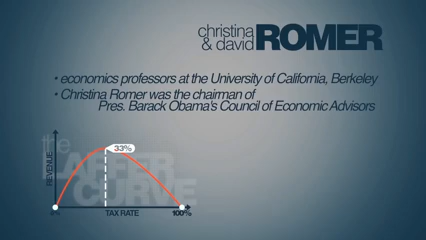 christina
& david ROMER
• economics professors at the University of California, Berkeley
• Christina Romer was the chairman of
Pres. Barack Obama's Council of Economic Advisors
the
LAFFER
CURVE
33%
REVENUE
0%
100%
TAX RATE